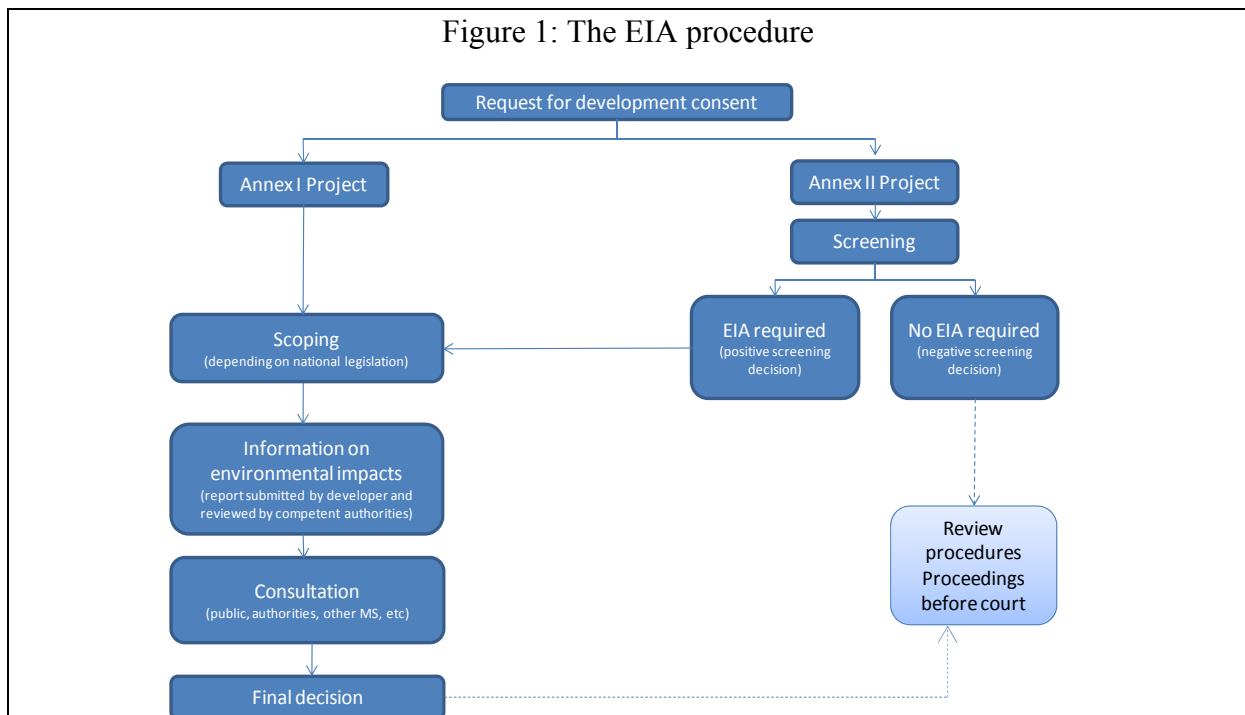 Figure 1: The EIA procedure
Request for development consent
Annex I Project
Annex II Project
Screening
EIA required
(positive screening
decision)
No EIA required
(negative screening
decision)
Scoping
(depending on national legislation)
Information on
environmental impacts
(report submitted by developer and
reviewed by competent authorities)
Consultation
(public, authorities, other MS, etc)
Final decision
Review
procedures
Proceedings
before court